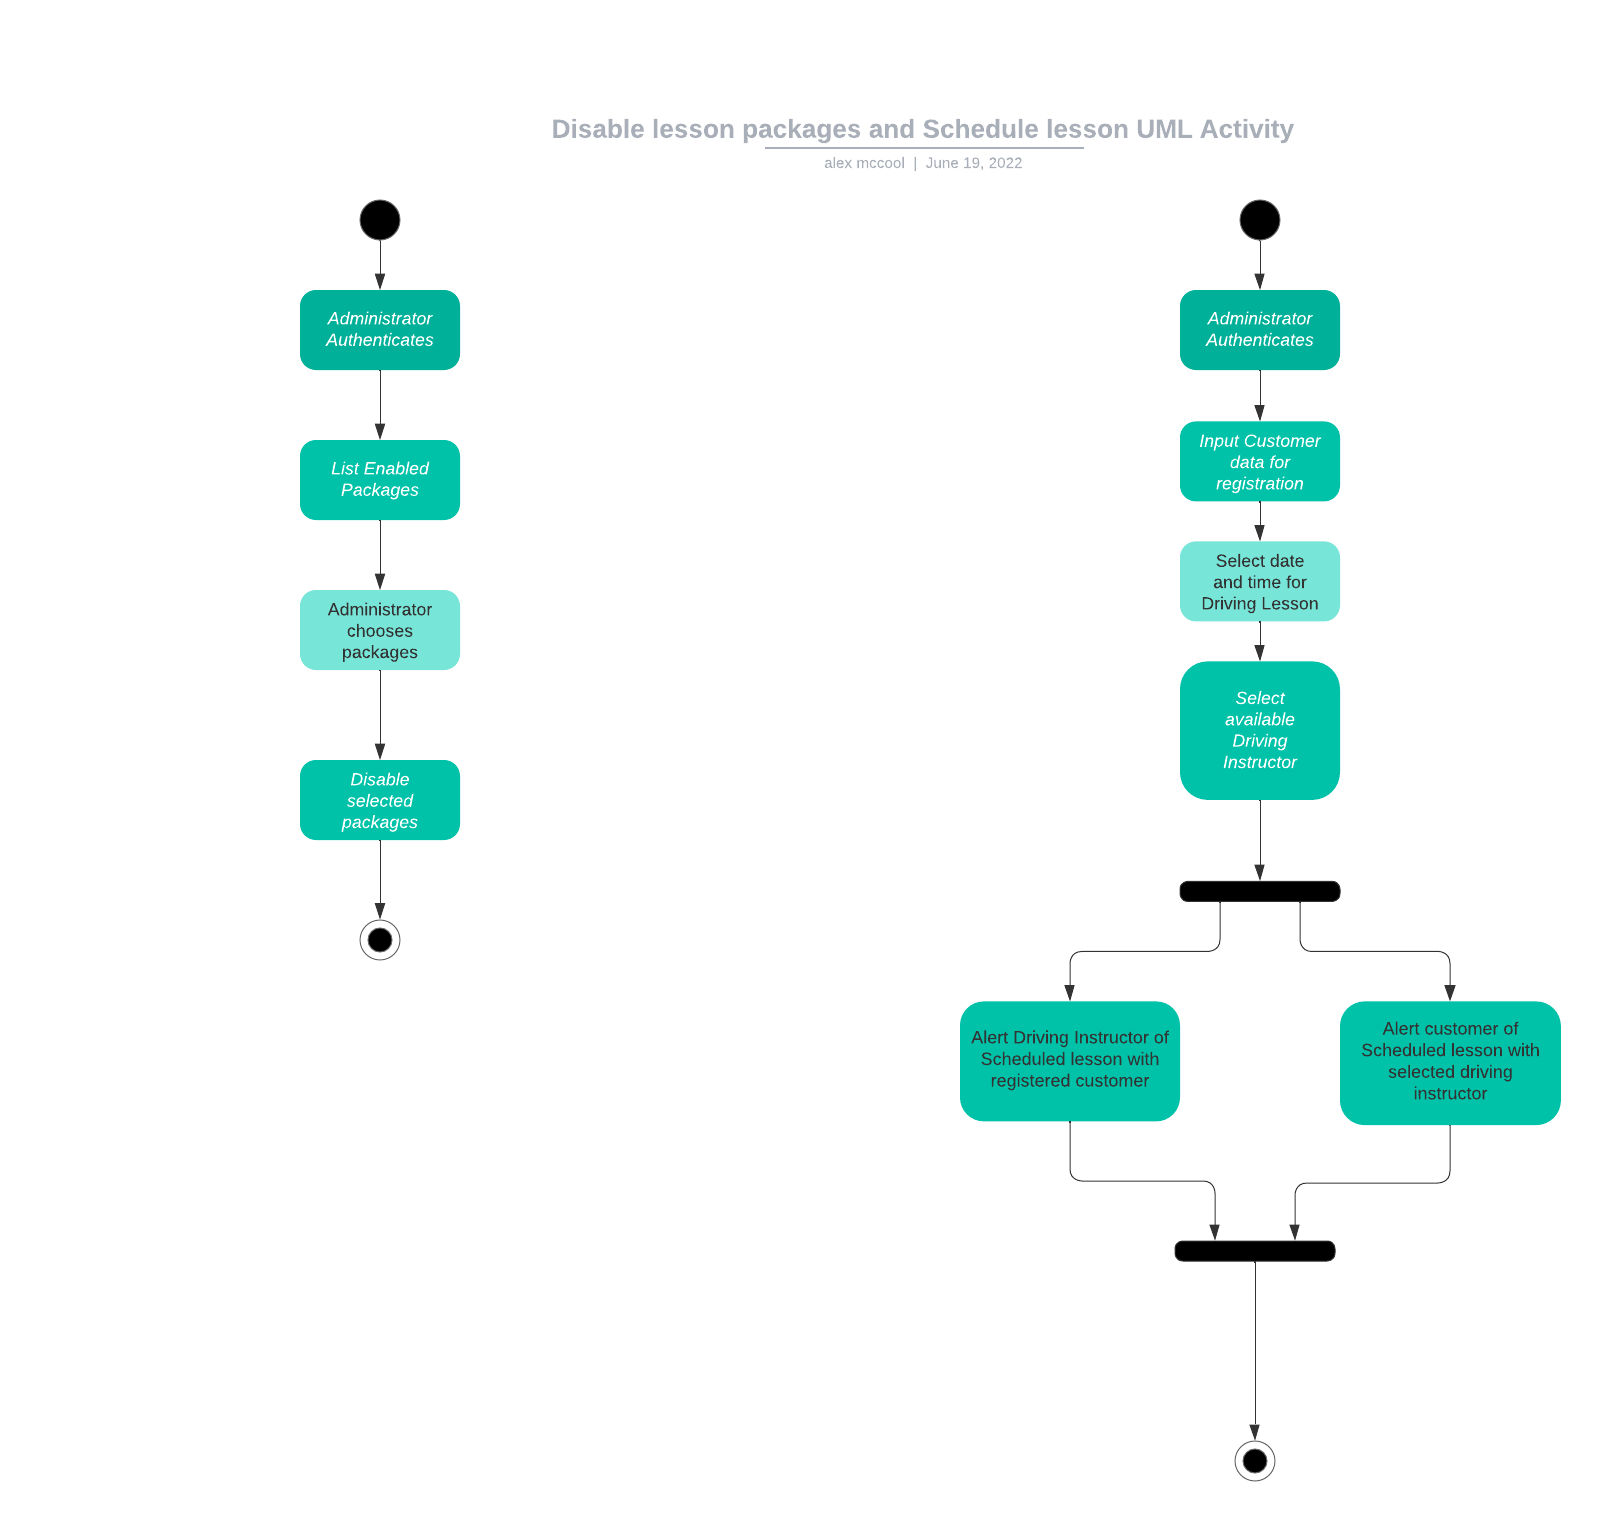 Disable lesson packages and Schedule lesson UML Activity
alex mccool | June 19, 2022
Administrator
Authenticates
List Enabled
Packages
Administrator
chooses
packages
Disable
selected
packages
Administrator
Authenticates
Input Customer
data for
registration
Select date
and time for
Driving Lesson
Select
available
Driving
Instructor
Alert Driving Instructor of
Scheduled lesson with
registered customer
Alert customer of
Scheduled lesson with
selected driving
instructor